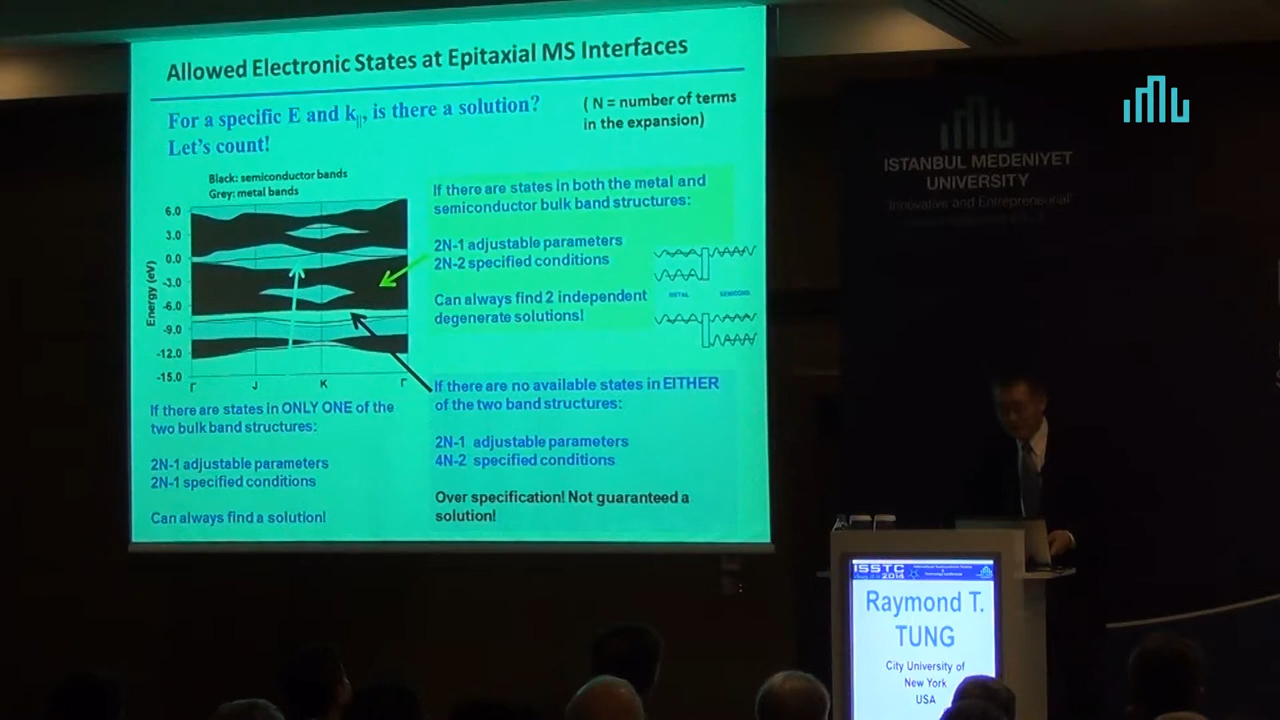 Allowed Electronic States at Epitaxial MS Interfaces
For a specific E and k||, is there a solution?
Let's count!
( N = number of terms
in the expansion)
Black: semiconductor bands
Grey: metal bands
6.0
3.0
0.0
-3.0
-6.0
-9.0
-12.0
-15.0
Energy (eV)
Γ J K Γ
If there are states in both the metal and
semiconductor bulk band structures:
2N-1 adjustable parameters
2N-2 specified conditions
Can always find 2 independent
degenerate solutions!
METAL SEMICOND.
If there are states in ONLY ONE of the
two bulk band structures:
2N-1 adjustable parameters
2N-1 specified conditions
Can always find a solution!
If there are no available states in EITHER
of the two band structures:
2N-1 adjustable parameters
4N-2 specified conditions
Over specification! Not guaranteed a
solution!
ISTANBUL MEDENIYET
UNIVERSITY
'Innovative and Entrepreneurial'
ISSTC
2014
Raymond T.
TUNG
City University of
New York
USA